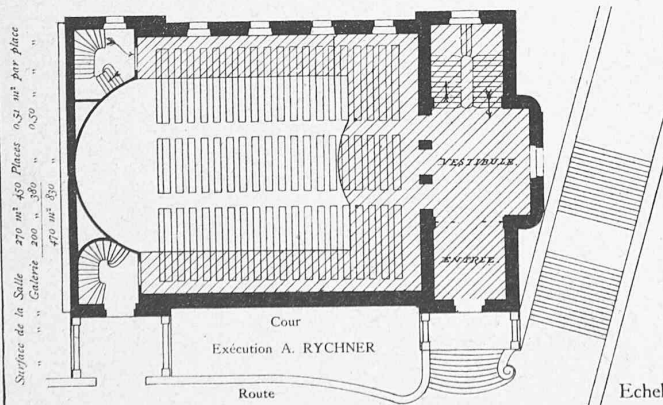 Surface de la Salle 270 m² 450 Places 0.51 m² par place
„ „ Galerie 200 „ 380 „ 0.50 „ „ „
470 m² 830 „
VESTIBULE.
ENTRÉE
Cour
Exécution A. RYCHNER
Route
Echel